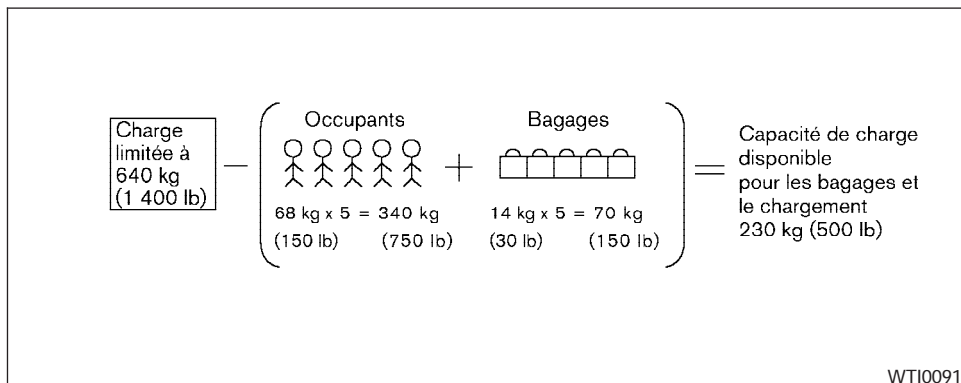 Charge
limitée à
640 kg
(1 400 lb)
Occupants
68 kg x 5 = 340 kg
(150 lb) (750 lb)
Bagages
14 kg x 5 = 70 kg
(30 lb) (150 lb)
Capacité de charge
disponible
pour les bagages et
le chargement
230 kg (500 lb)
WTI0091